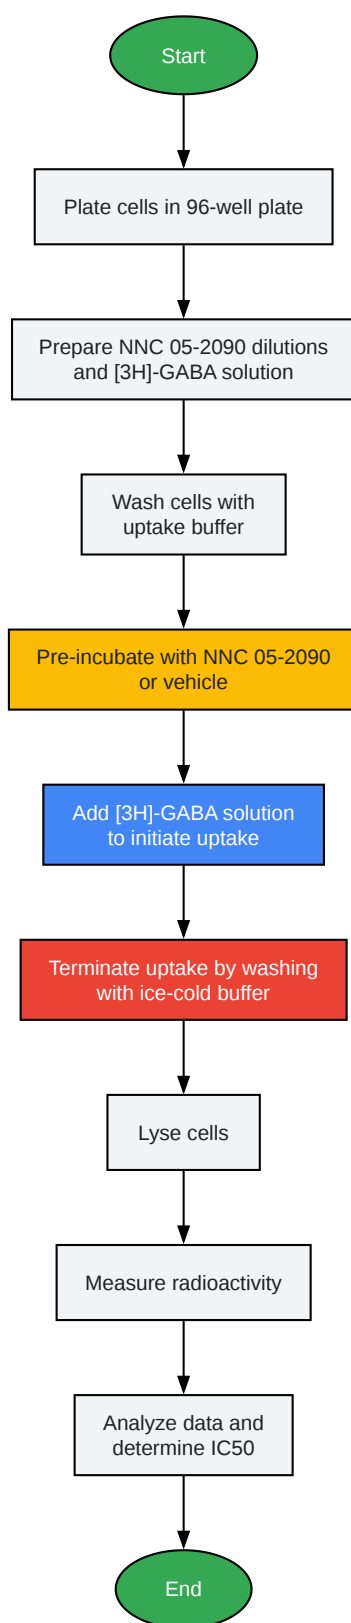 Start
Plate cells in 96-well plate
Prepare NNC 05-2090 dilutions
and [3H]-GABA solution
Wash cells with
uptake buffer
Pre-incubate with NNC 05-2090
or vehicle
Add [3H]-GABA solution
to initiate uptake
Terminate uptake by washing
with ice-cold buffer
Lyse cells
Measure radioactivity
Analyze data and
determine IC50
End